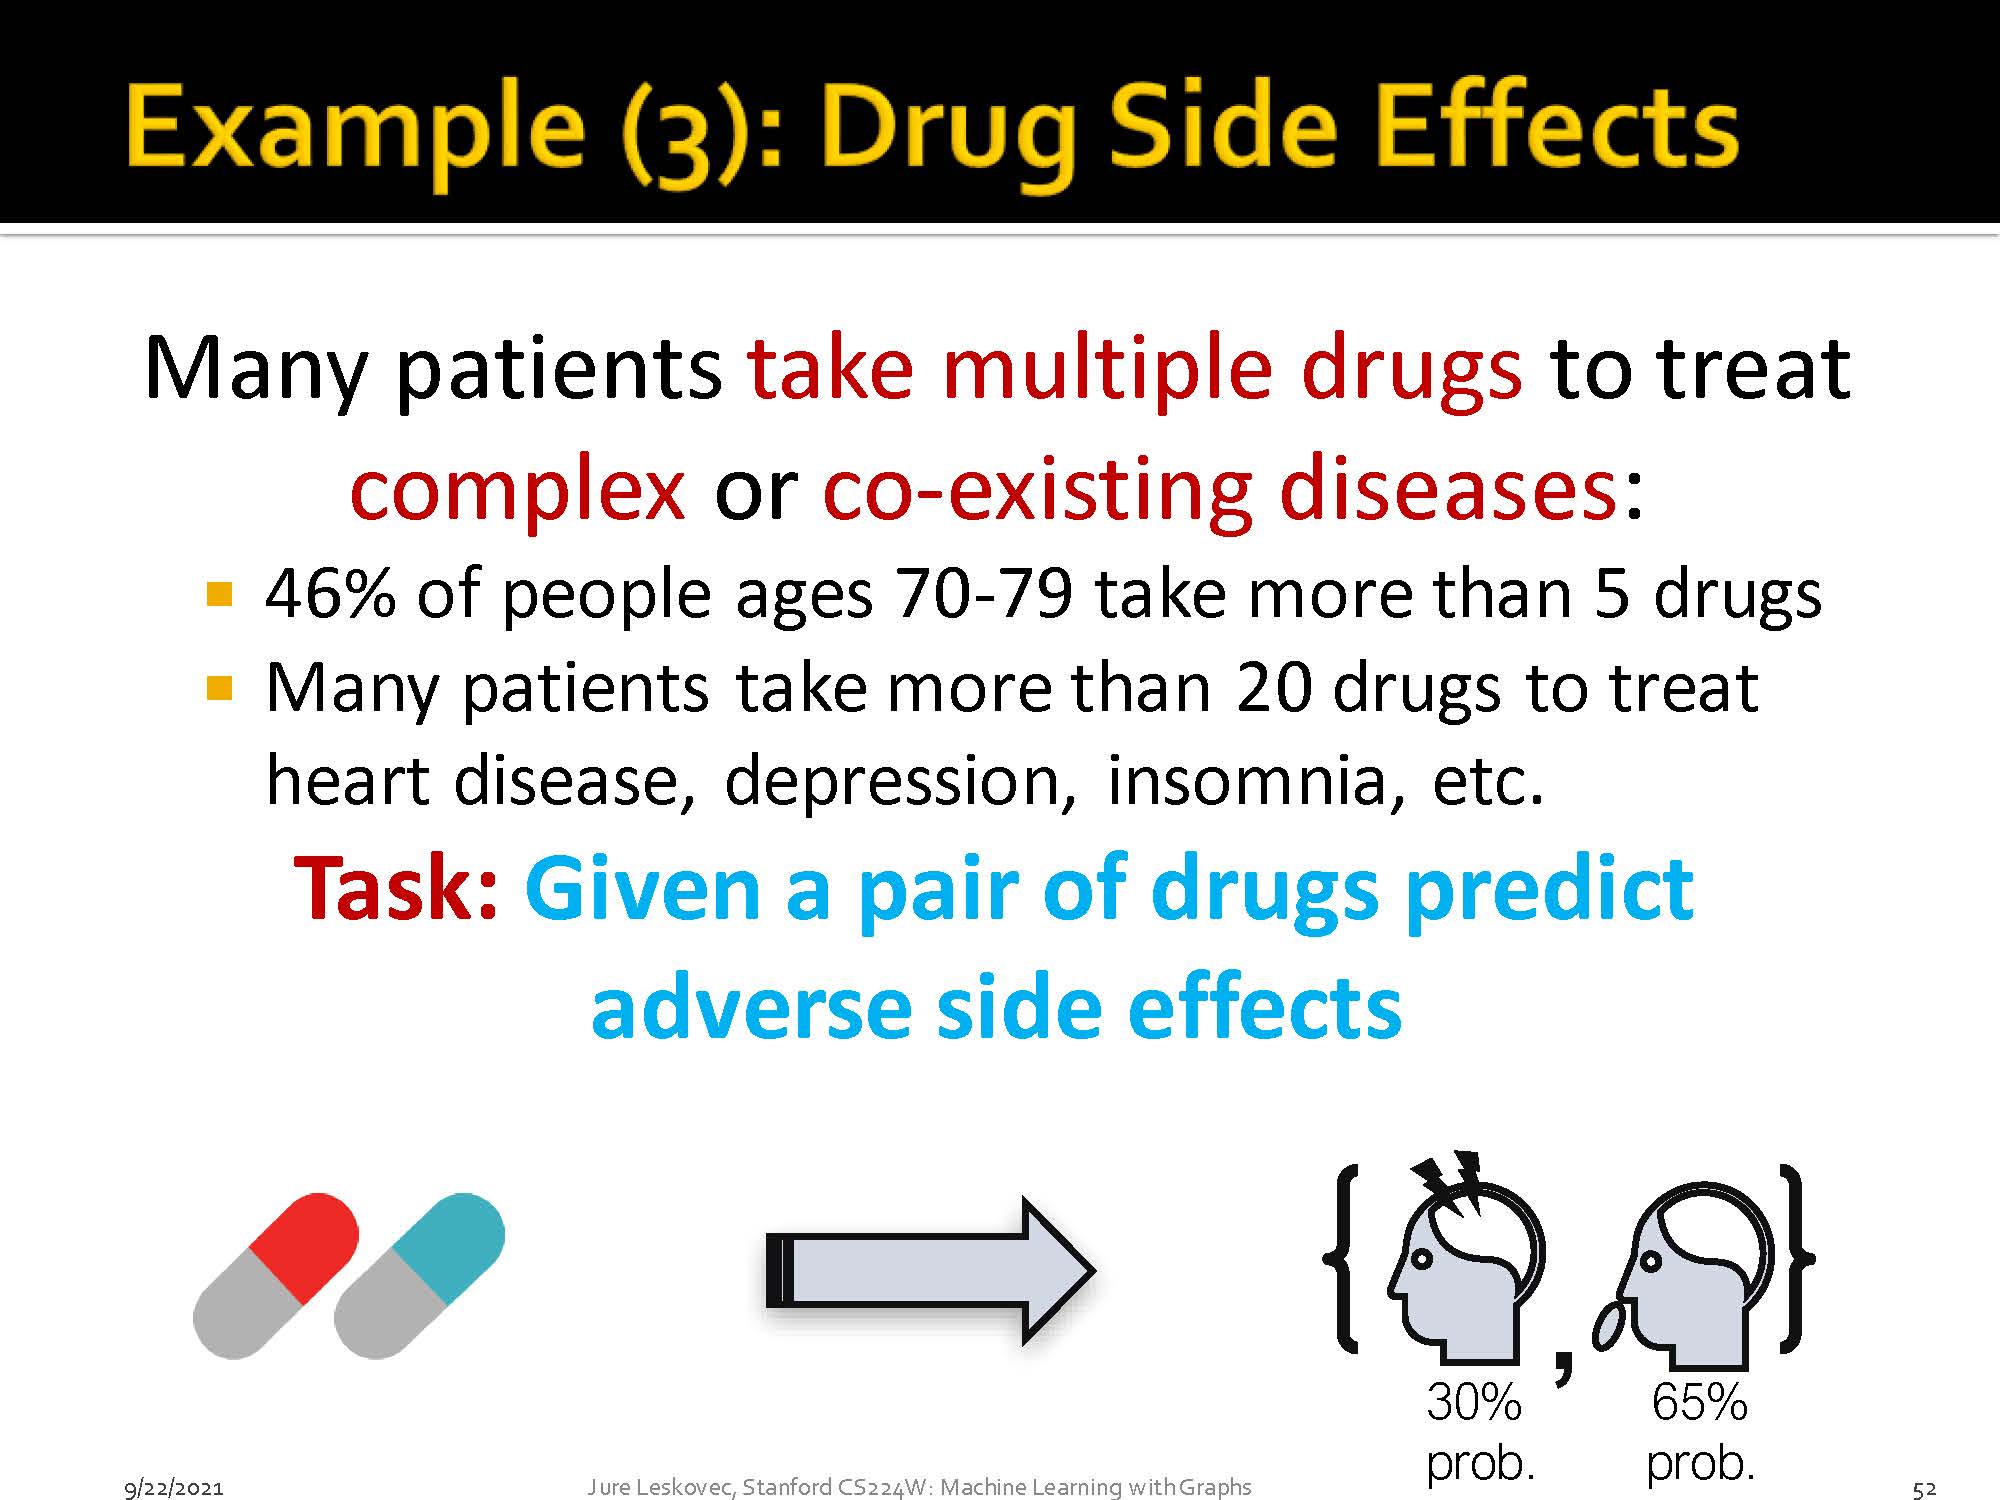 Example (3): Drug Side Effects
Many patients take multiple drugs to treat
complex or co-existing diseases:
46% of people ages 70-79 take more than 5 drugs
Many patients take more than 20 drugs to treat
heart disease, depression, insomnia, etc.
Task: Given a pair of drugs predict
adverse side effects
{ , }
30% prob.
65% prob.
9/22/2021
Jure Leskovec, Stanford CS224W: Machine Learning with Graphs
52